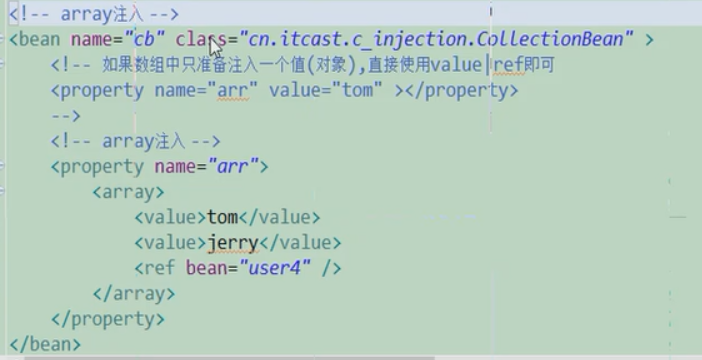 <!-- array注入 -->
<bean name="cb" class="cn.itcast.c_injection.CollectionBean" >
<!-- 如果数组中只准备注入一个值(对象),直接使用value|ref即可
<property name="arr" value="tom" ></property>
-->
<!-- array注入 -->
<property name="arr">
<array>
<value>tom</value>
<value>jerry</value>
<ref bean="user4" />
</array>
</property>
</bean>